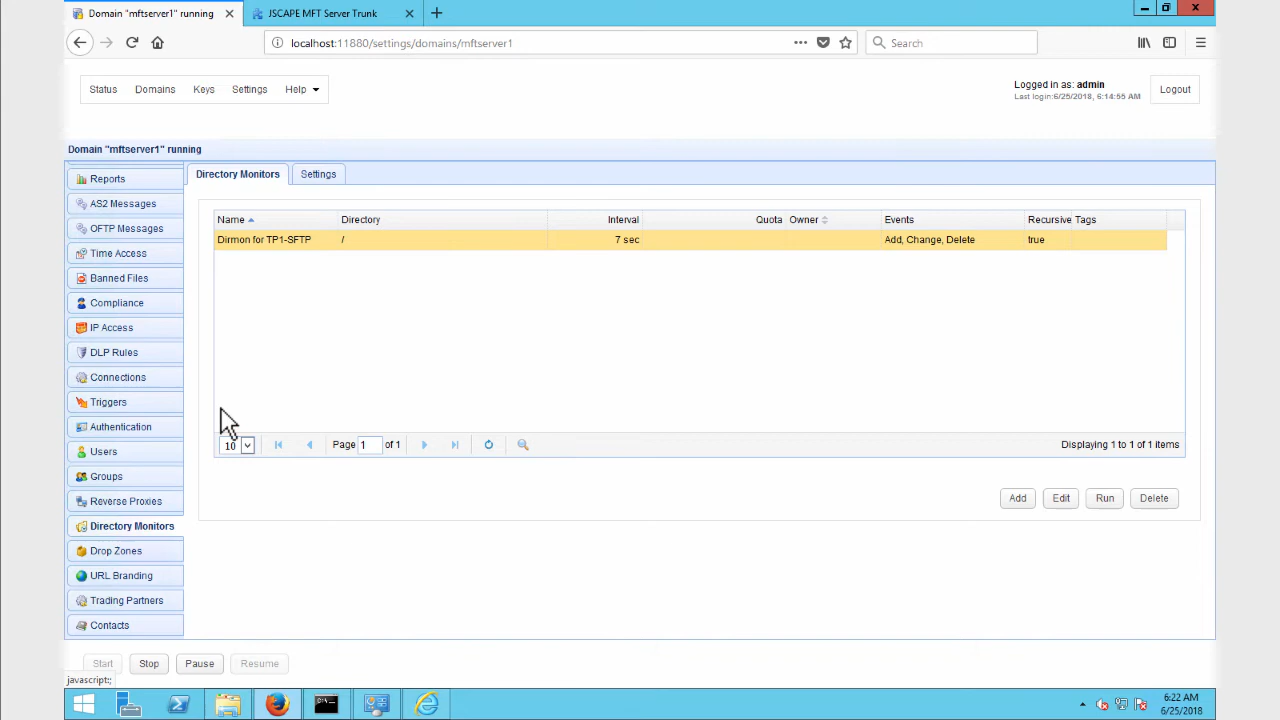 Domain "mftserver1" running
JSCAPE MFT Server Trunk
localhost:11880/settings/domains/mftserver1
Search
Status Domains Keys Settings Help
Logged in as: admin
Last login:6/25/2018, 6:14:55 AM
Logout
Domain "mftserver1" running
Reports
AS2 Messages
OFTP Messages
Time Access
Banned Files
Compliance
IP Access
DLP Rules
Connections
Triggers
Authentication
Users
Groups
Reverse Proxies
Directory Monitors
Drop Zones
URL Branding
Trading Partners
Contacts
Directory Monitors Settings
Name Directory Interval Quota Owner Events Recursive Tags
Dirmon for TP1-SFTP / 7 sec Add, Change, Delete true
10 Page 1 of 1 Displaying 1 to 1 of 1 items
Add Edit Run Delete
Start Stop Pause Resume
javascript:;
6:22 AM
6/25/2018